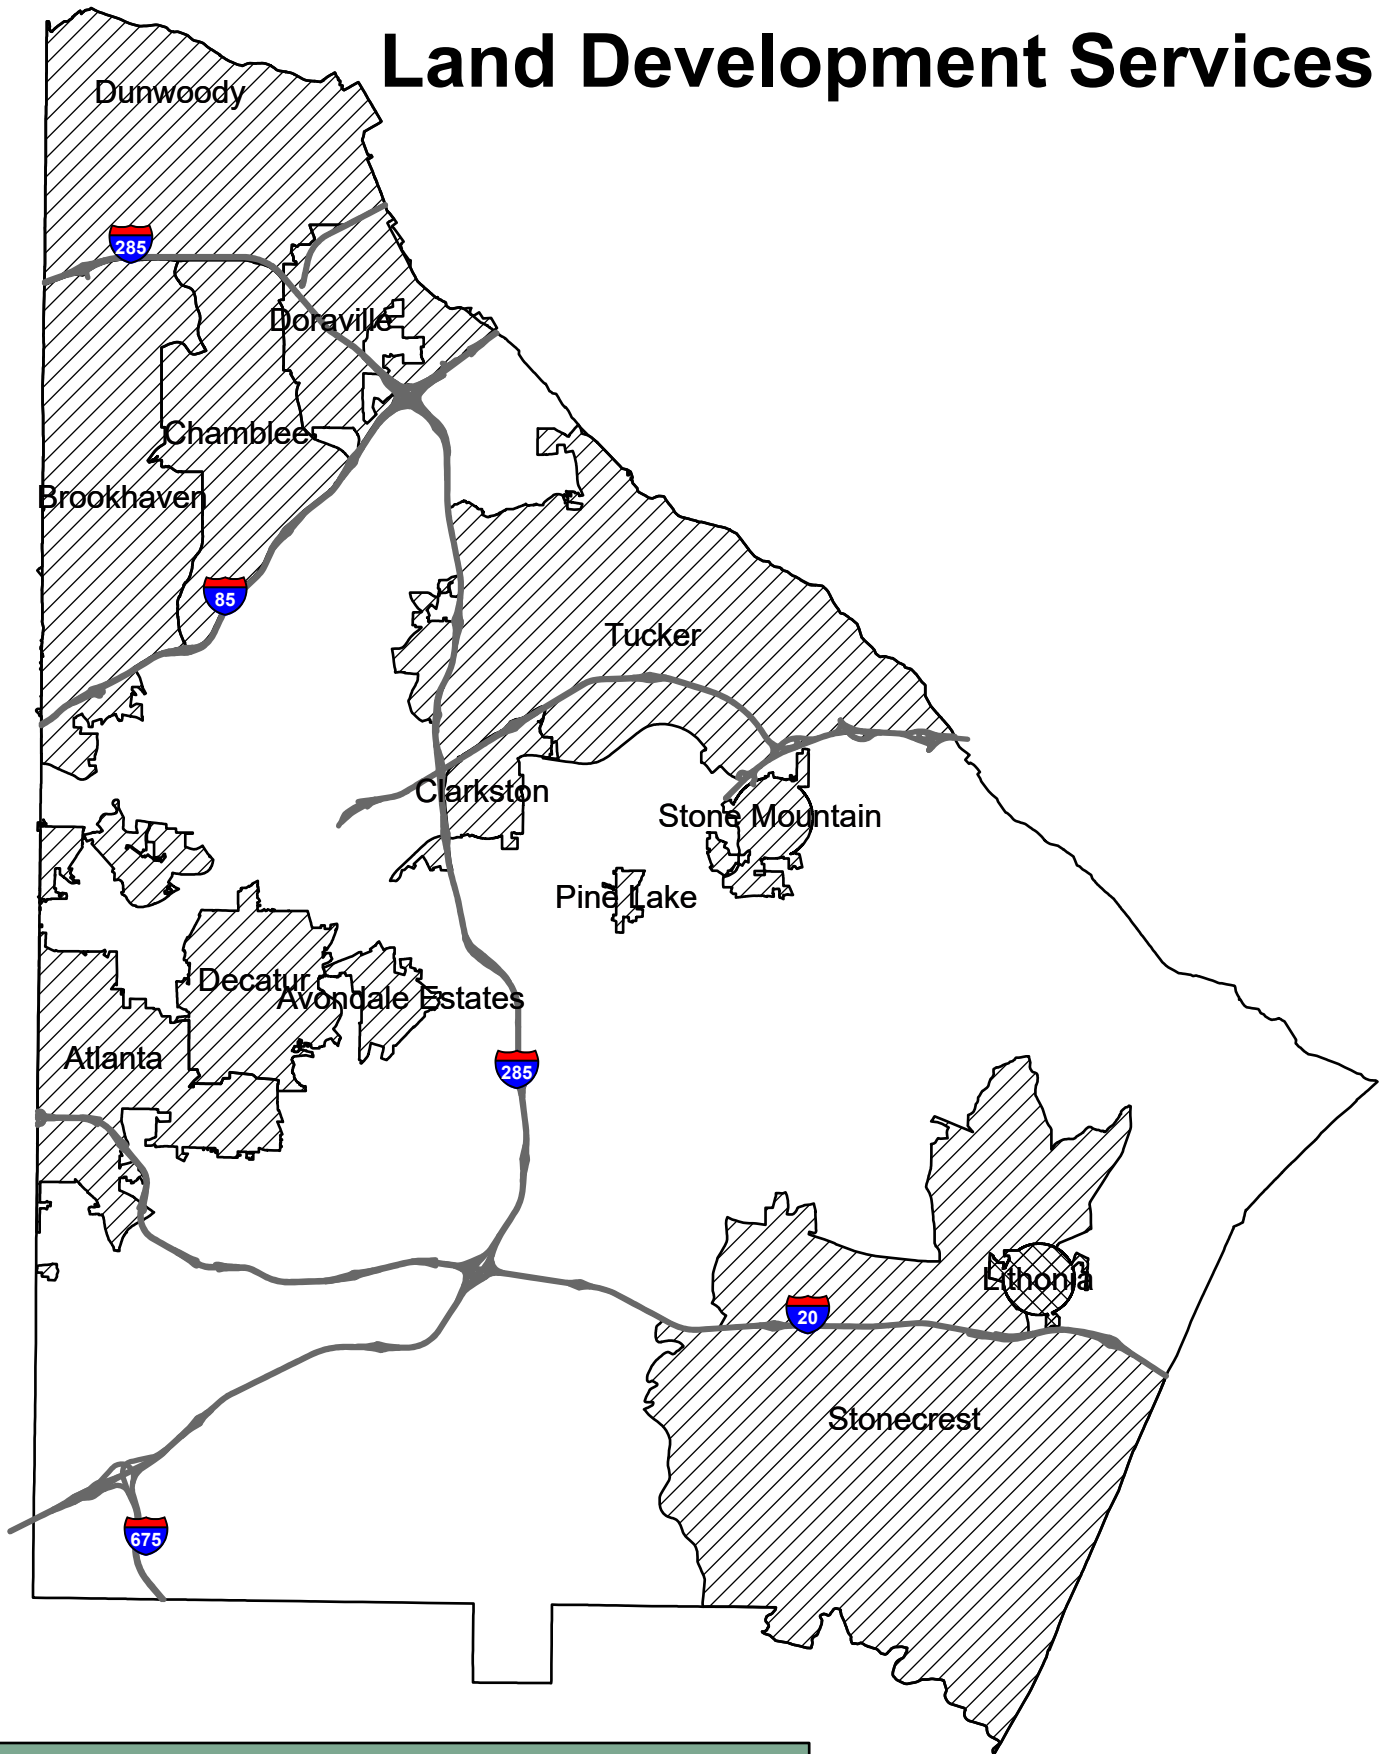 Land Development Services
Dunwoody
285
Doraville
Chamblee
Brookhaven
85
Tucker
Clarkston
Stone Mountain
Pine Lake
Decatur
Avondale Estates
Atlanta
285
Lithonia
20
Stonecrest
675